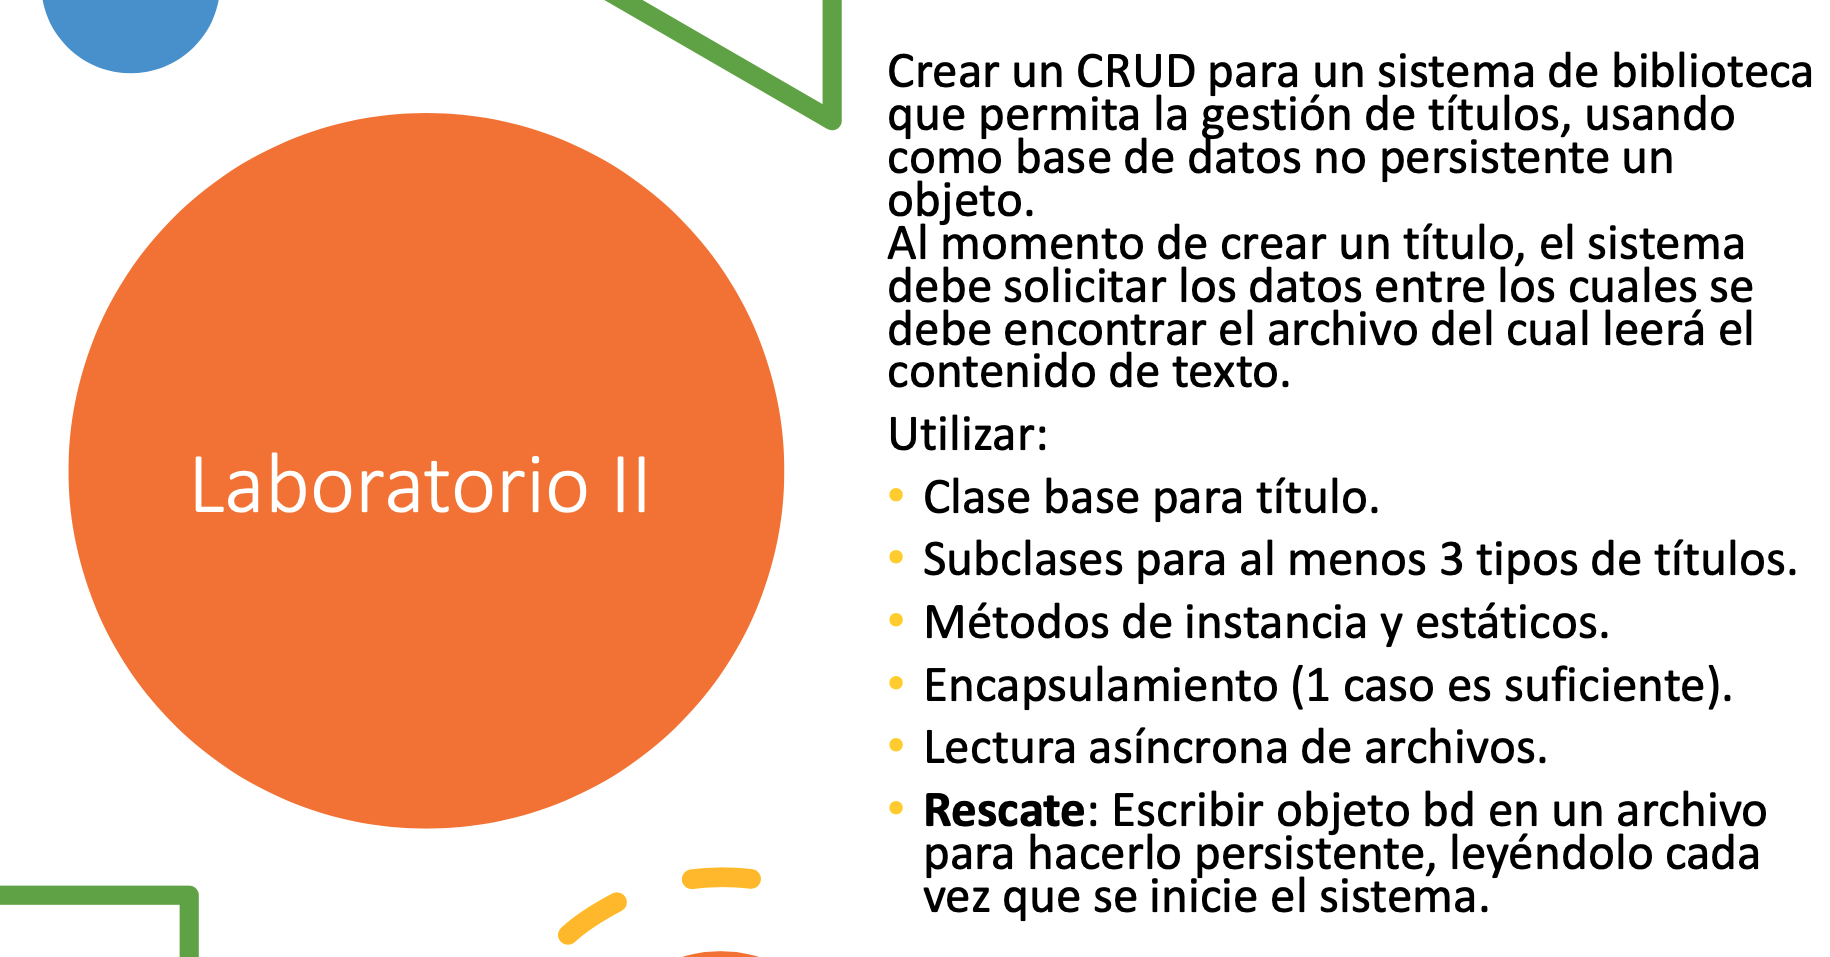 Laboratorio II
Crear un CRUD para un sistema de biblioteca
que permita la gestión de títulos, usando
como base de datos no persistente un
objeto.
Al momento de crear un título, el sistema
debe solicitar los datos entre los cuales se
debe encontrar el archivo del cual leerá el
contenido de texto.
Utilizar:
• Clase base para título.
• Subclases para al menos 3 tipos de títulos.
• Métodos de instancia y estáticos.
• Encapsulamiento (1 caso es suficiente).
• Lectura asíncrona de archivos.
• Rescate: Escribir objeto bd en un archivo
para hacerlo persistente, leyéndolo cada
vez que se inicie el sistema.